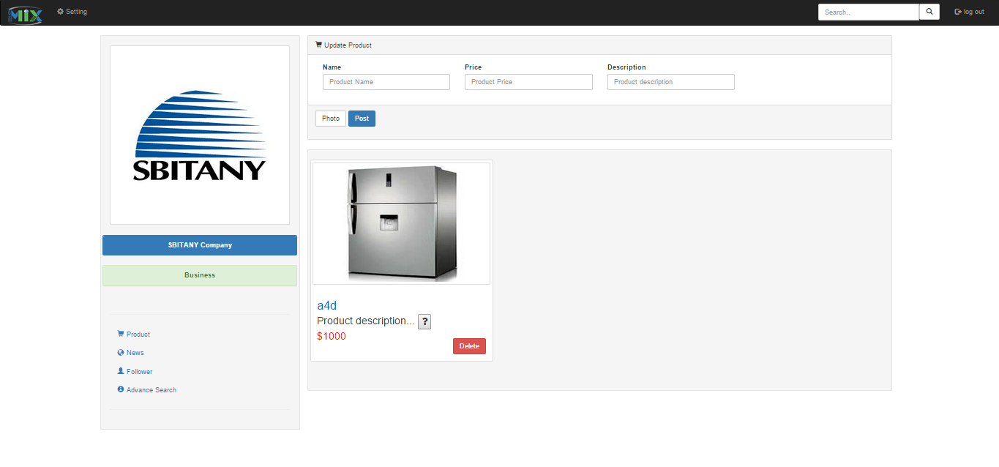 MIX
Setting
Search..
log out
SBITANY
SBITANY Company
Business
Product
News
Follower
Advance Search
Update Product
Name
Price
Description
Product Name
Product Price
Product description
Photo
Post
a4d
Product description... ?
$1000
Delete